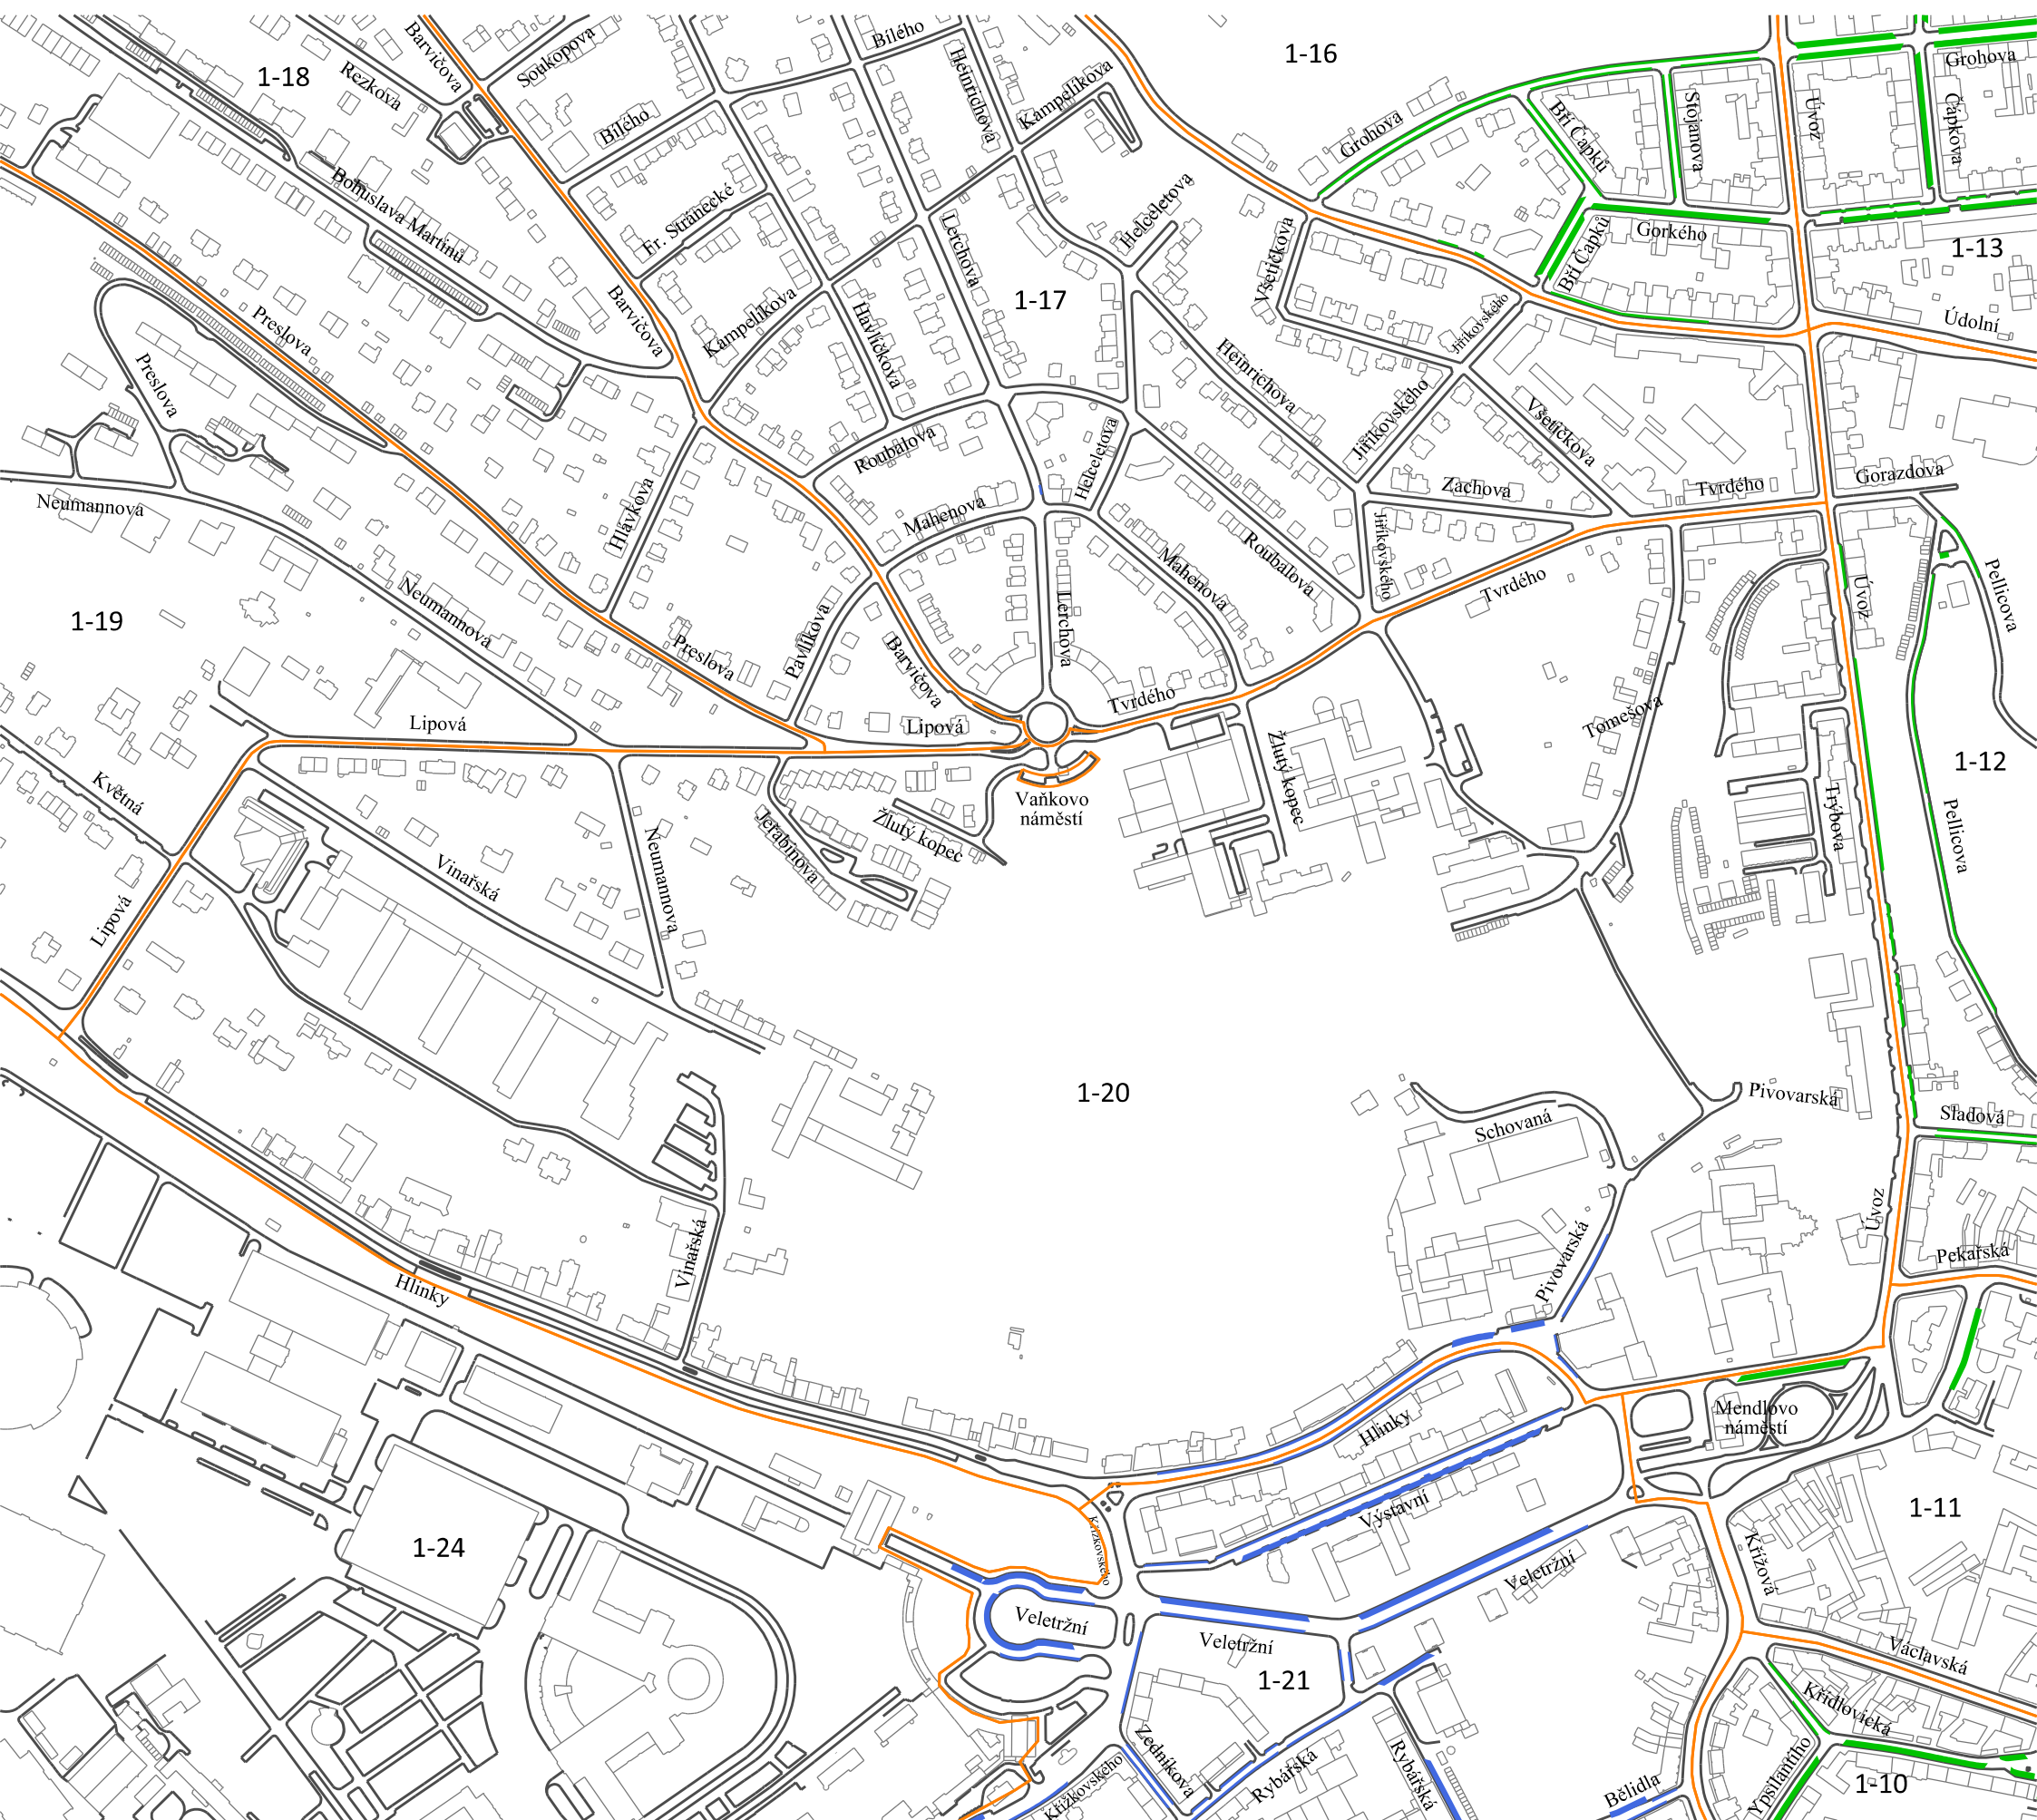 Barvičova
Soukopova
Bílého
Heinrichova
Kampelíkova
1-16
Grohova
1-18
Rezkova
Bílého
Grohova
Bří Čapků
Stojanova
Úvoz
Čápkova
Bohuslava Martinů
Fr. Stránecké
Lerchova
Helceletova
Všetičkova
Bří Čapků
Gorkého
1-13
1-17
Preslova
Barvičova
Kampelíkova
Havlíčkova
Jiříkovského
Údolní
Preslova
Heinrichova
Jiříkovského
Všetičkova
Roubalova
Helceletova
Zachova
Tvrdého
Gorazdova
Neumannová
Hlávkova
Mahenova
Jiříkovského
Roubalova
Mahenova
Tvrdého
Úvoz
Pellicova
1-19
Neumannova
Preslova
Pavlíkova
Barvičova
Lerchova
Tvrdého
Tomešova
Lipová
Lipová
Žlutý kopec
1-12
Květná
Vaňkovo
náměstí
Žlutý kopec
Jeřabinova
Trýbova
Pellicova
Vinařská
Neumannova
Lipová
1-20
Pivovarská
Schovaná
Sladová
Vinařská
Pivovarská
Úvoz
Pekařská
Hlinky
Mendlovo
náměstí
Hlinky
Výstavní
1-11
1-24
Křížkovského
Veletržní
Křížová
Veletržní
Veletržní
1-21
Václavská
Křídlovická
Zedníkova
Rybářská
Rybářská
Křížkovského
Bělidla
Ypsilantiho
1-10